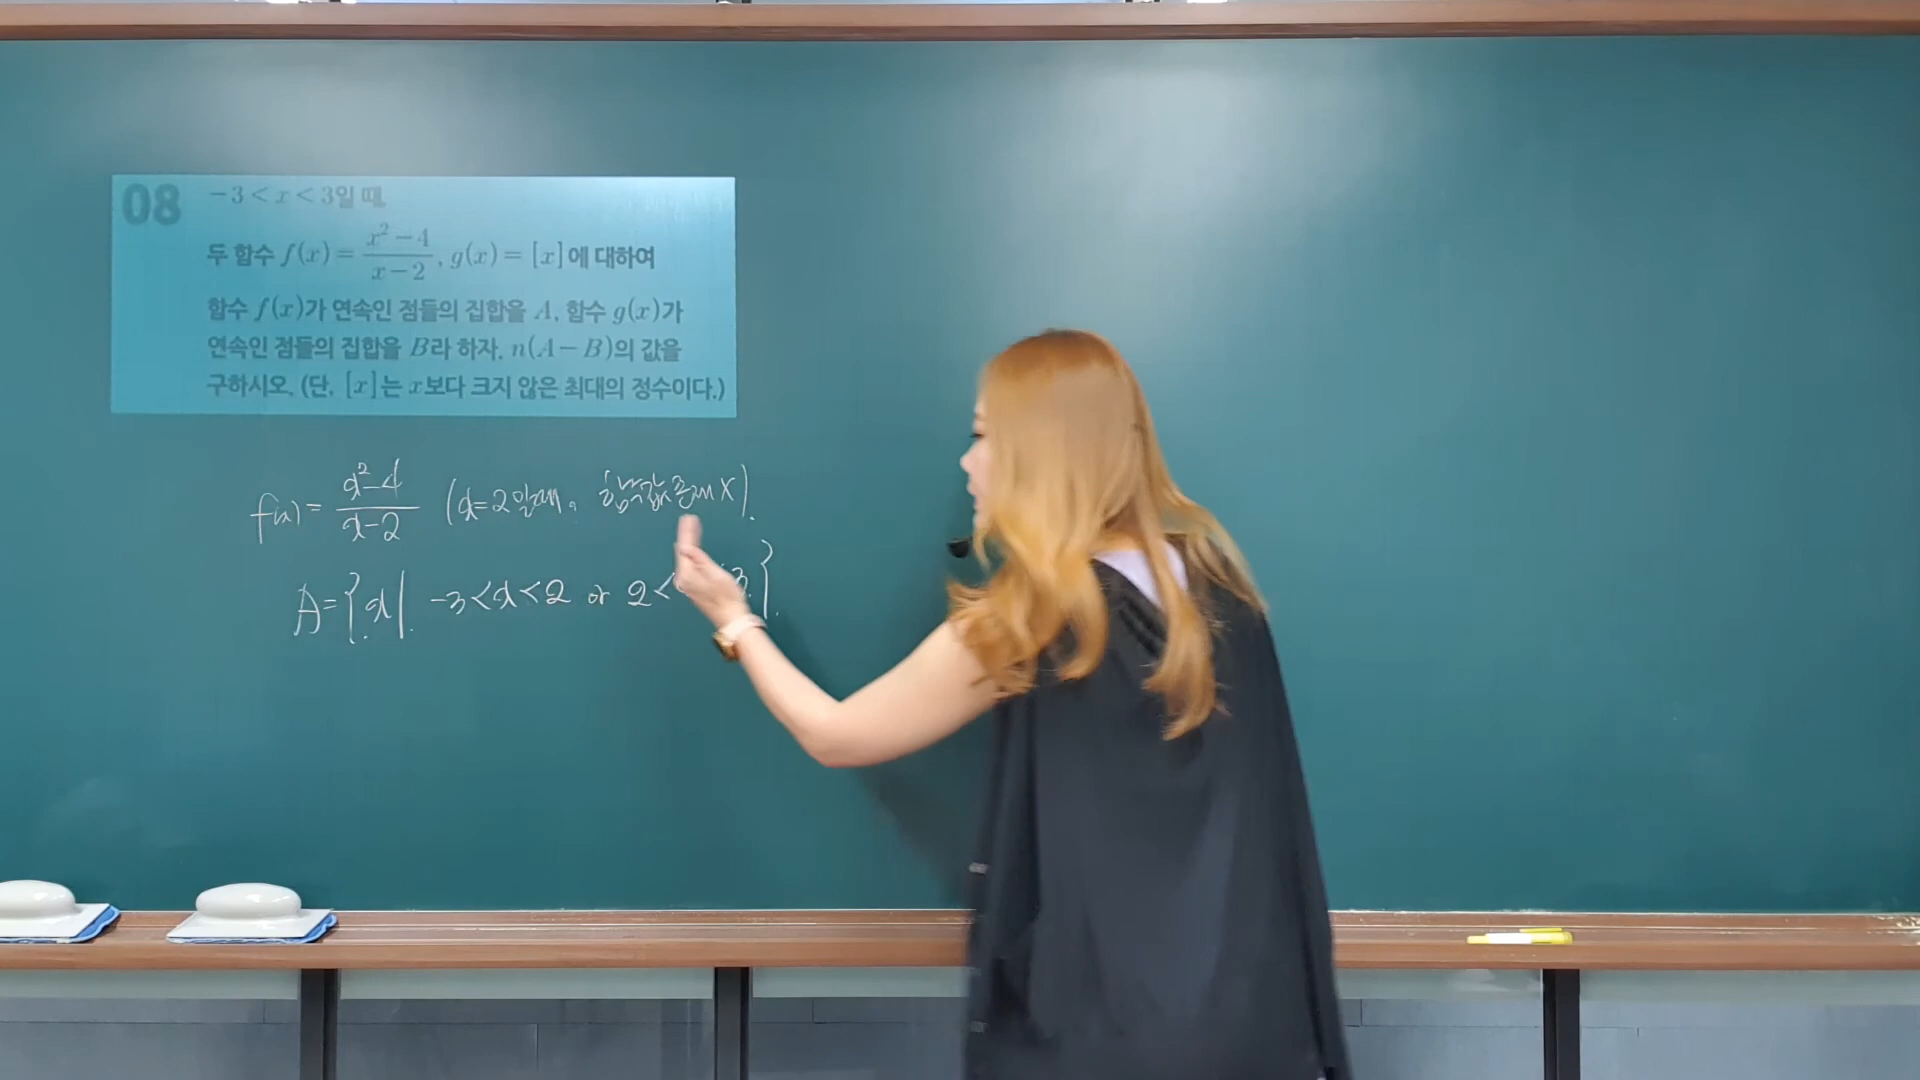 08 -3 < x < 3일 때,
두 함수 f(x) = \frac{x²-4}{x-2}, g(x) = [x]에 대하여
함수 f(x)가 연속인 점들의 집합을 A, 함수 g(x)가
연속인 점들의 집합을 B라 하자. n(A-B)의 값을
구하시오. (단, [x]는 x보다 크지 않은 최대의 정수이다.)
f(x) = \frac{x²-4}{x-2} (x=2일 때, 함숫값 존재 X).
A = {x | -3<x<2 or 2< 3}